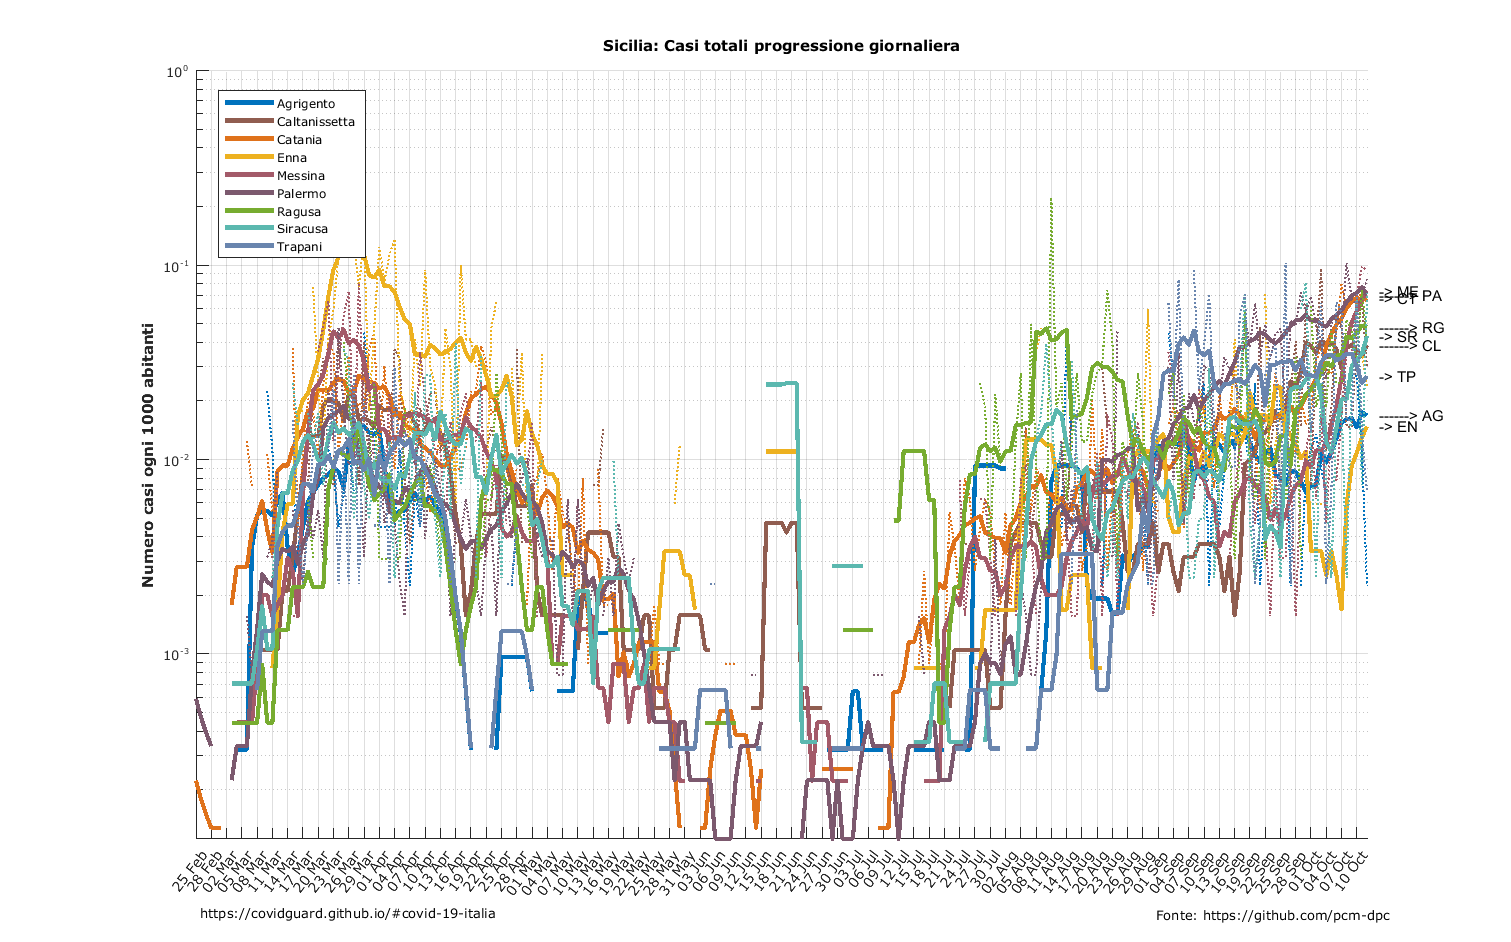 Sicilia: Casi totali progressione giornaliera
10^0
10^-1
10^-2
10^-3
Numero casi ogni 1000 abitanti
Agrigento
Caltanissetta
Catania
Enna
Messina
Palermo
Ragusa
Siracusa
Trapani
-> ME
------> PA
-> CT
------> RG
-> SR
------> CL
-> TP
------> AG
-> EN
25 Feb
28 Feb
02 Mar
05 Mar
08 Mar
11 Mar
14 Mar
17 Mar
20 Mar
23 Mar
26 Mar
29 Mar
01 Apr
04 Apr
07 Apr
10 Apr
13 Apr
16 Apr
19 Apr
22 Apr
25 Apr
28 Apr
01 May
04 May
07 May
10 May
13 May
16 May
19 May
22 May
25 May
28 May
31 May
03 Jun
06 Jun
09 Jun
12 Jun
15 Jun
18 Jun
21 Jun
24 Jun
27 Jun
30 Jun
03 Jul
06 Jul
09 Jul
12 Jul
15 Jul
18 Jul
21 Jul
24 Jul
27 Jul
30 Jul
02 Aug
05 Aug
08 Aug
11 Aug
14 Aug
17 Aug
20 Aug
23 Aug
26 Aug
29 Aug
01 Sep
04 Sep
07 Sep
10 Sep
13 Sep
16 Sep
19 Sep
22 Sep
25 Sep
28 Sep
01 Oct
04 Oct
07 Oct
10 Oct
https://covidguard.github.io/#covid-19-italia
Fonte: https://github.com/pcm-dpc